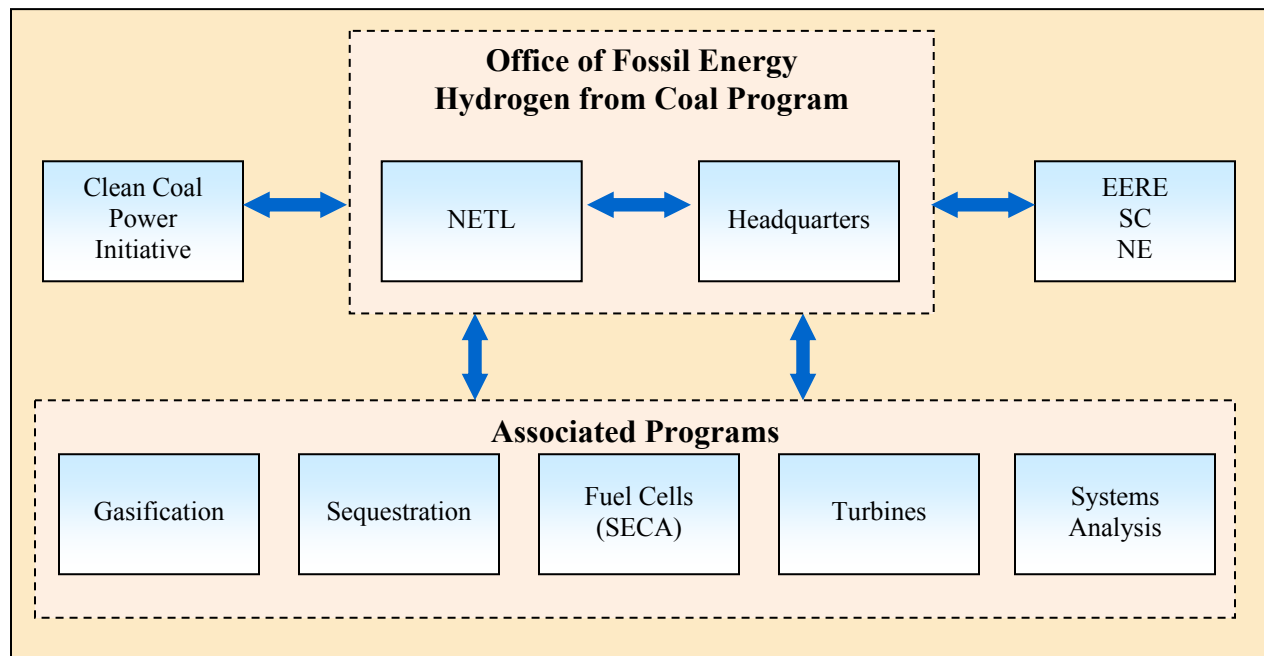 Office of Fossil Energy
Hydrogen from Coal Program
Clean Coal
Power
Initiative
NETL
Headquarters
EERE
SC
NE
Associated Programs
Gasification
Sequestration
Fuel Cells
(SECA)
Turbines
Systems
Analysis